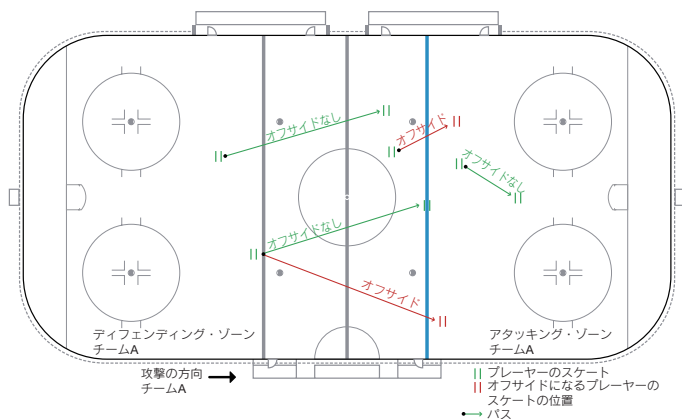 オフサイドなし
オフサイド
オフサイドなし
オフサイドなし
オフサイド
ディフェンディング・ゾーン
チームA
アタッキング・ゾーン
チームA
攻撃の方向
チームA
プレーヤーのスケート
オフサイドになるプレーヤーの
スケートの位置
パス